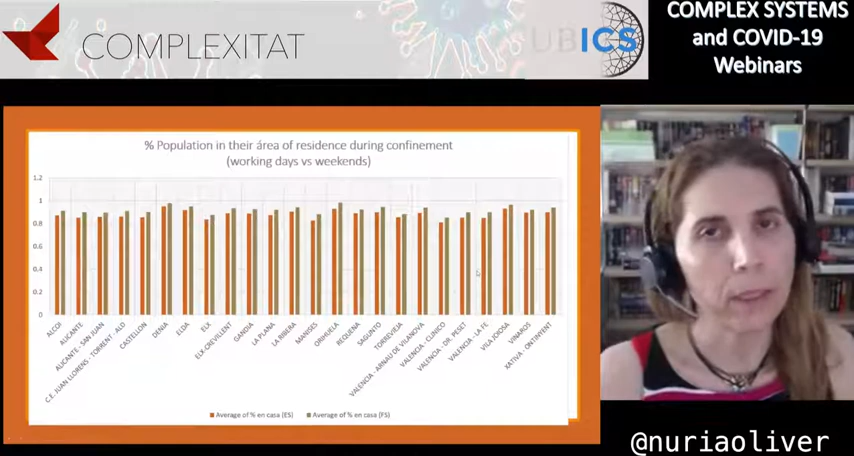 COMPLEXITAT
UBICS
COMPLEX SYSTEMS
and COVID-19
Webinars
% Population in their área of residence during confinement
(working days vs weekends)
1.2
1
0.8
0.6
0.4
0.2
0
ALCOI
ALICANTE
ALICANTE - SAN JUAN
C.E. JUAN LLORENS - TORRENT - ALD
CASTELLON
DENIA
ELDA
ELX
ELX-CREVILLENT
GANDIA
LA PLANA
LA RIBERA
MANISES
ORIHUELA
REQUENA
SAGUNTO
TORREVIEJA
VALENCIA - ARNAU DE VILANOVA
VALENCIA - CLINICO
VALENCIA - DR. PESET
VALENCIA - LA FE
VILA JOIOSA
VINAROS
XATIVA - ONTINYENT
Average of % en casa (ES)
Average of % en casa (FS)
@nuriaoliver